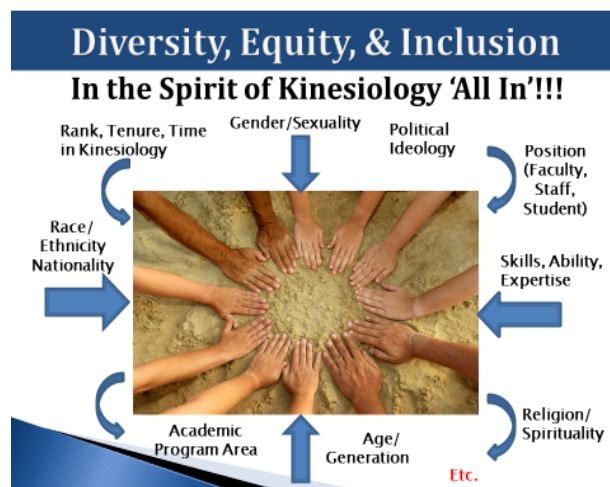 Diversity, Equity, & Inclusion
In the Spirit of Kinesiology 'All In'!!!
Rank, Tenure, Time
in Kinesiology
Gender/Sexuality
Political
Ideology
Position
(Faculty,
Staff,
Student)
Race/
Ethnicity
Nationality
Skills, Ability,
Expertise
Academic
Program Area
Age/
Generation
Religion/
Spirituality
Etc.